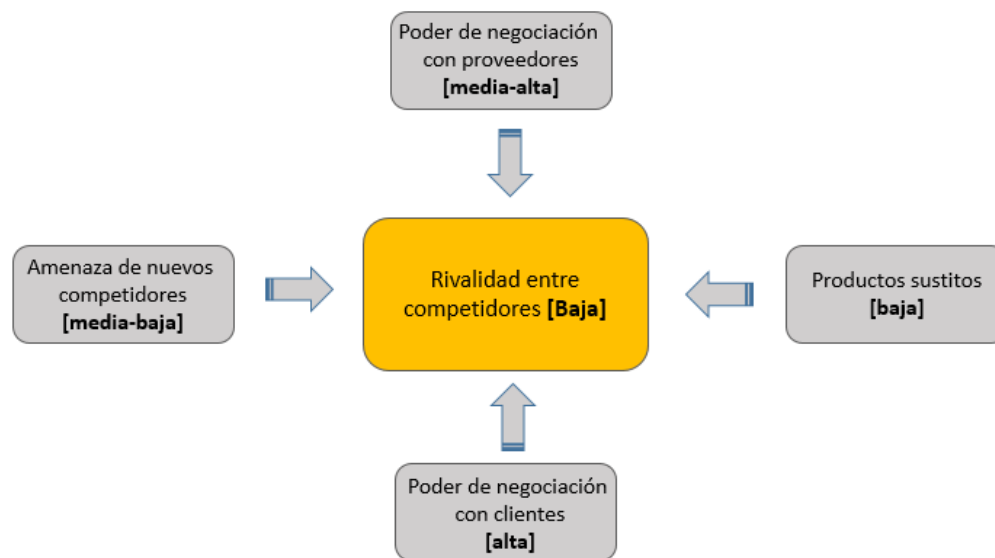 Poder de negociación
con proveedores
[media-alta]
Amenaza de nuevos
competidores
[media-baja]
Rivalidad entre
competidores [Baja]
Productos sustitos
[baja]
Poder de negociación
con clientes
[alta]